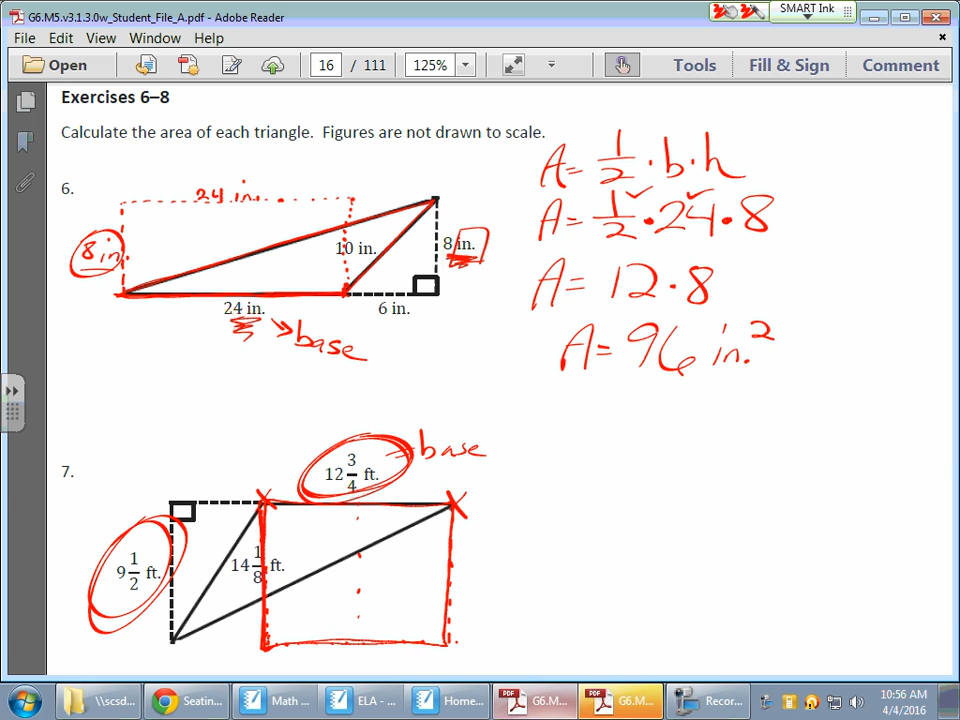 G6.M5.v3.1.3.0w_Student_File_A.pdf - Adobe Reader
SMART Ink
File Edit View Window Help
Open 16 / 111 125% Tools Fill & Sign Comment
Exercises 6–8
Calculate the area of each triangle. Figures are not drawn to scale.
6.
24 in.
8 in.
10 in.
8 in.
24 in.
6 in.
base
A = 1/2 · b · h
A = 1/2 · 24 · 8
A = 12 · 8
A = 96 in.²
7.
12 3/4 ft.
base
9 1/2 ft.
14 1/8 ft.
\\scsd...
Seatin...
Math ...
ELA - ...
Home...
G6.M...
G6.M...
Recor...
10:56 AM
4/4/2016